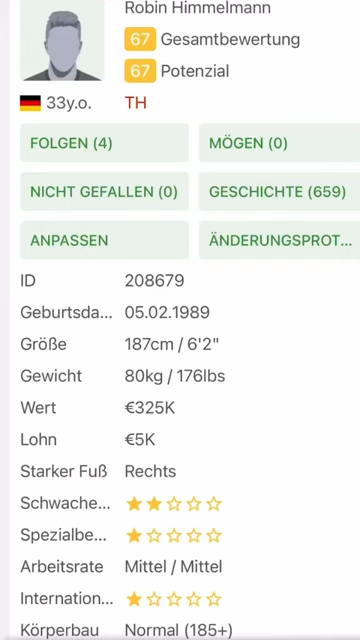 Robin Himmelmann
67 Gesamtbewertung
67 Potenzial
33y.o. TH
FOLGEN (4) MÖGEN (0)
NICHT GEFALLEN (0) GESCHICHTE (659)
ANPASSEN ÄNDERUNGSPROT...
ID 208679
Geburtsda... 05.02.1989
Größe 187cm / 6'2"
Gewicht 80kg / 176lbs
Wert €325K
Lohn €5K
Starker Fuß Rechts
Schwache...
Spezialbe...
Arbeitsrate Mittel / Mittel
Internation...
Körperbau Normal (185+)